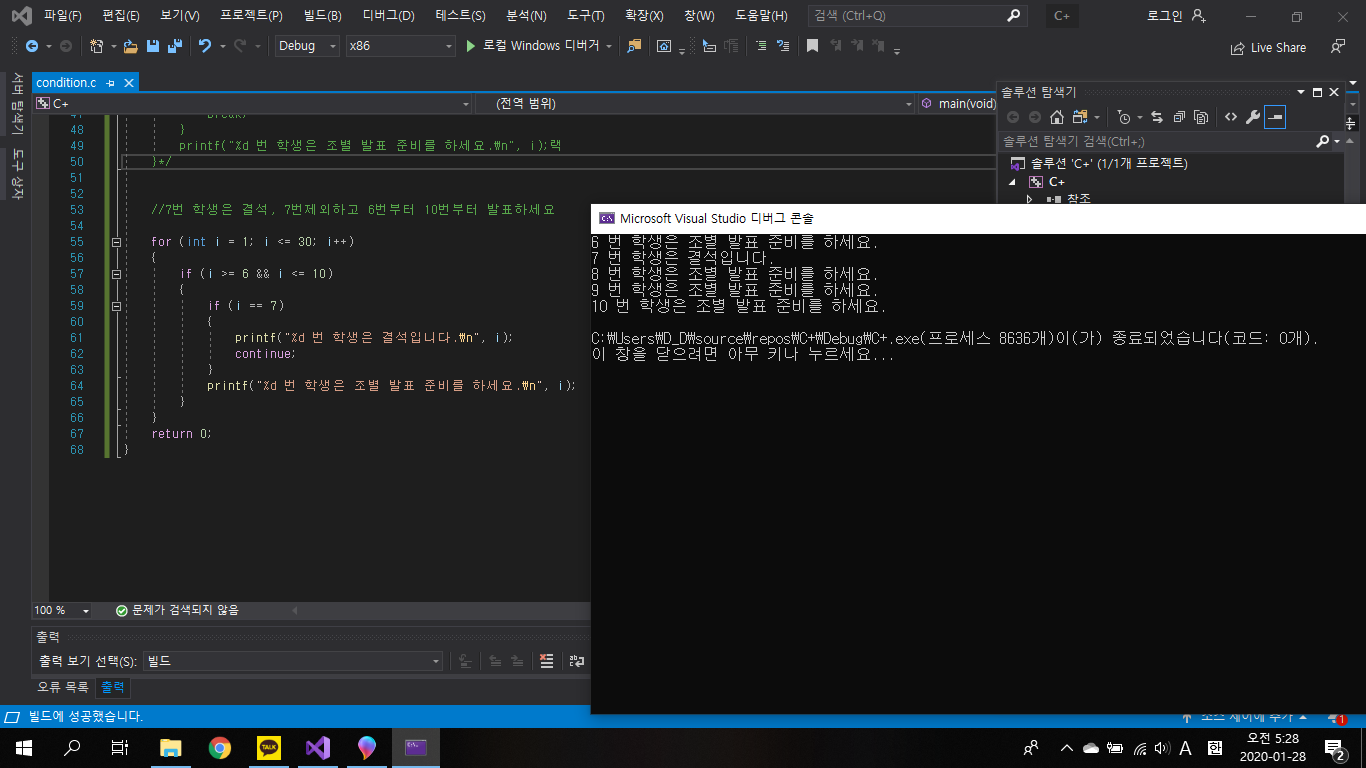 파일(F) 편집(E) 보기(V) 프로젝트(P) 빌드(B) 디버그(D) 테스트(S) 분석(N) 도구(T) 확장(X) 창(W) 도움말(H) 검색 (Ctrl+Q) C+ 로그인
Debug x86 로컬 Windows 디버거 Live Share
서버 탐색기
도구 상자
condition.c
C+ (전역 범위) main(void)
48 }
49 printf("%d 번 학생은 조별 발표 준비를 하세요.₩n", i);랙
50 }*/
51
52
53 //7번 학생은 결석, 7번제외하고 6번부터 10번부터 발표하세요
54
55 for (int i = 1; i <= 30; i++)
56 {
57 if (i >= 6 && i <= 10)
58 {
59 if (i == 7)
60 {
61 printf("%d 번 학생은 결석입니다.₩n", i);
62 continue;
63 }
64 printf("%d 번 학생은 조별 발표 준비를 하세요.₩n", i);
65 }
66 }
67 return 0;
68 }
100 % 문제가 검색되지 않음
출력
출력 보기 선택(S): 빌드
오류 목록 출력
빌드에 성공했습니다.
솔루션 탐색기
솔루션 탐색기 검색(Ctrl+;)
솔루션 'C+' (1/1개 프로젝트)
C+
참조
Microsoft Visual Studio 디버그 콘솔
6 번 학생은 조별 발표 준비를 하세요.
7 번 학생은 결석입니다.
8 번 학생은 조별 발표 준비를 하세요.
9 번 학생은 조별 발표 준비를 하세요.
10 번 학생은 조별 발표 준비를 하세요.
C:₩Users₩D_D₩source₩repos₩C+₩Debug₩C+.exe(프로세스 8636개)이(가) 종료되었습니다(코드: 0개).
이 창을 닫으려면 아무 키나 누르세요...
소스 제어에 추가 1
TALK
A 한 오전 5:28
2020-01-28
2